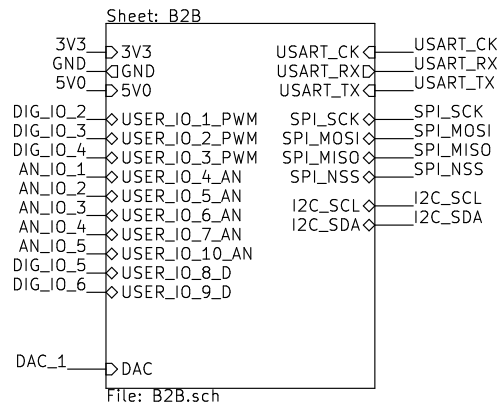 Sheet: B2B
3V3 3V3 USART_CK USART_CK
GND GND USART_RX USART_RX
5V0 5V0 USART_TX USART_TX
DIG_IO_2 USER_IO_1_PWM SPI_SCK SPI_SCK
DIG_IO_3 USER_IO_2_PWM SPI_MOSI SPI_MOSI
DIG_IO_4 USER_IO_3_PWM SPI_MISO SPI_MISO
AN_IO_1 USER_IO_4_AN SPI_NSS SPI_NSS
AN_IO_2 USER_IO_5_AN
AN_IO_3 USER_IO_6_AN I2C_SCL I2C_SCL
AN_IO_4 USER_IO_7_AN I2C_SDA I2C_SDA
AN_IO_5 USER_IO_10_AN
DIG_IO_5 USER_IO_8_D
DIG_IO_6 USER_IO_9_D
DAC_1 DAC
File: B2B.sch